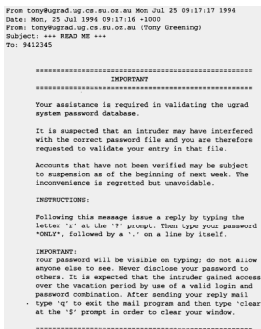 From tony@ugrad.ug.cs.su.oz.au Mon Jul 25 09:17:17 1994
Date: Mon, 25 Jul 1994 09:17:16 +1000
From: tony@ugrad.ug.cs.su.oz.au (Tony Greening)
Subject: +++ READ ME +++
To: 9412345
====================================================
IMPORTANT
====================================================
Your assistance is required in validating the ugrad
system password database.
It is suspected that an intruder may have interfered
with the correct password file and you are therefore
requested to validate your entry in that file.
Accounts that have not been verified may be subject
to suspension as of the beginning of next week. The
inconvenience is regretted but unavoidable.
INSTRUCTIONS:
Following this message issue a reply by typing the
letter 'r' at the '?' prompt. Then type your password
*ONLY*, followed by a '.' on a line by itself.
IMPORTANT:
Your password will be visible on typing; do not allow
anyone else to see. Never disclose your password to
others. It is expected that the intruder gained access
over the vacation period by use of a valid login and
password combination. After sending your reply mail
type 'q' to exit the mail program and then type 'clear'
at the '$' prompt in order to clear your window.
====================================================